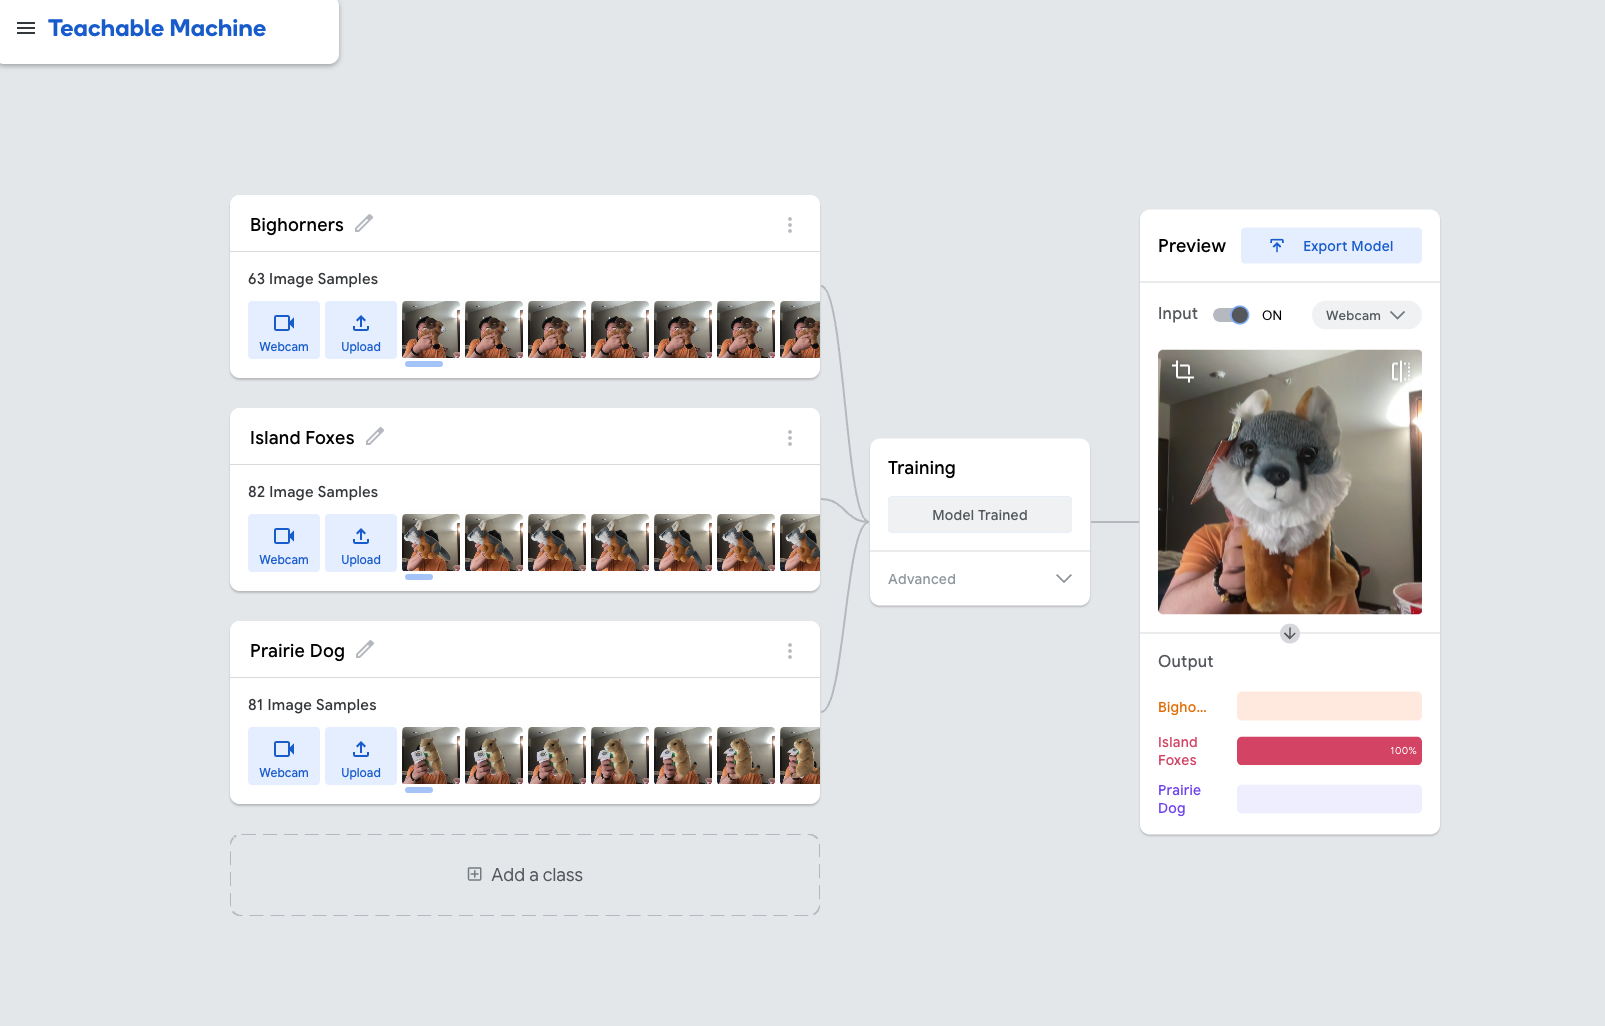 Teachable Machine
Bighorners
63 Image Samples
Webcam
Upload
Island Foxes
82 Image Samples
Webcam
Upload
Prairie Dog
81 Image Samples
Webcam
Upload
Add a class
Training
Model Trained
Advanced
Preview
Export Model
Input
ON
Webcam
Output
Bigho...
Island
Foxes
100%
Prairie
Dog